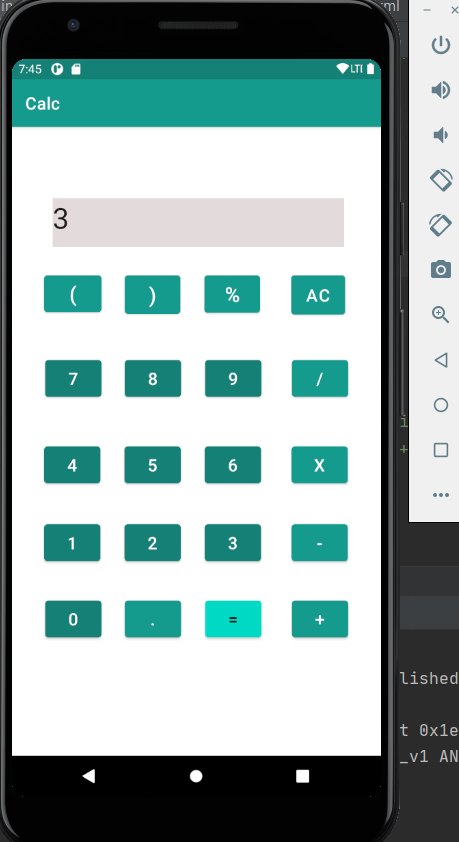 ml
7:45 LTE
Calc
3
( ) % AC
7 8 9 /
4 5 6 X
1 2 3 -
0 . = +
lished
t 0x1e
_v1 AN